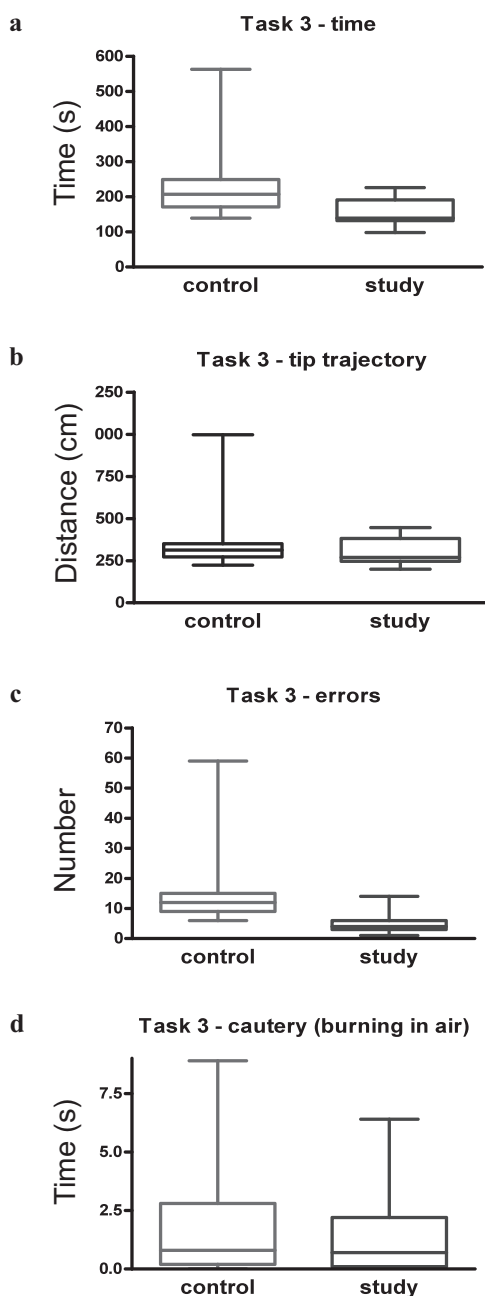 a
Task 3 - time
Time (s)
600
500
400
300
200
100
0
control study
b
Task 3 - tip trajectory
Distance (cm)
250
000
750
500
250
0
control study
c
Task 3 - errors
Number
70
60
50
40
30
20
10
0
control study
d
Task 3 - cautery (burning in air)
Time (s)
7.5
5.0
2.5
0.0
control study